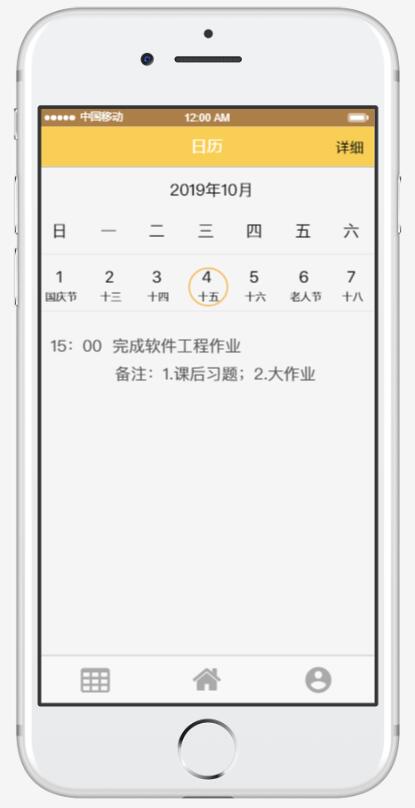 中国移动 12:00 AM
日历 详细
2019年10月
日 一 二 三 四 五 六
1 2 3 4 5 6 7
国庆节 十三 十四 十五 十六 老人节 十八
15：00 完成软件工程作业
备注：1.课后习题；2.大作业